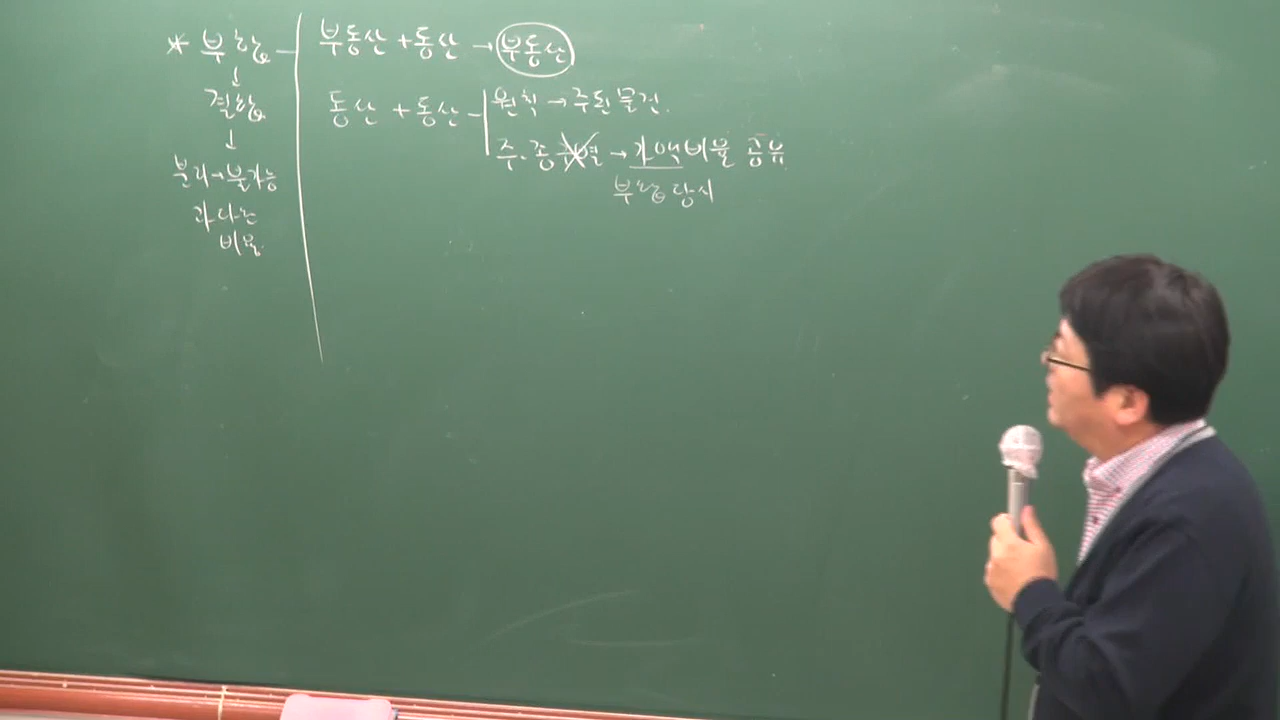 * 부합 - 부동산 + 동산 → 부동산
↓
결합
↓
분리→불가능
과다한
비용
동산 + 동산 - 원칙 → 주된 물건.
주.종 구별 → 가액비율 공유
부합당시